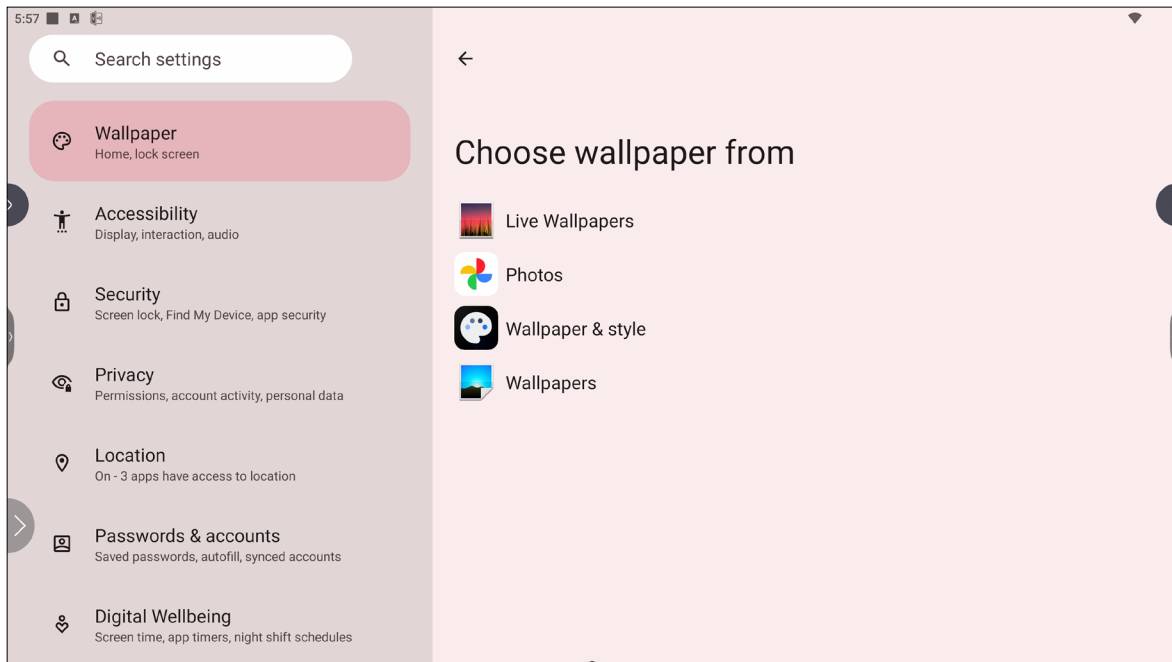 5:57
Search settings
Wallpaper
Home, lock screen
Accessibility
Display, interaction, audio
Security
Screen lock, Find My Device, app security
Privacy
Permissions, account activity, personal data
Location
On - 3 apps have access to location
Passwords & accounts
Saved passwords, autofill, synced accounts
Digital Wellbeing
Screen time, app timers, night shift schedules
Choose wallpaper from
Live Wallpapers
Photos
Wallpaper & style
Wallpapers